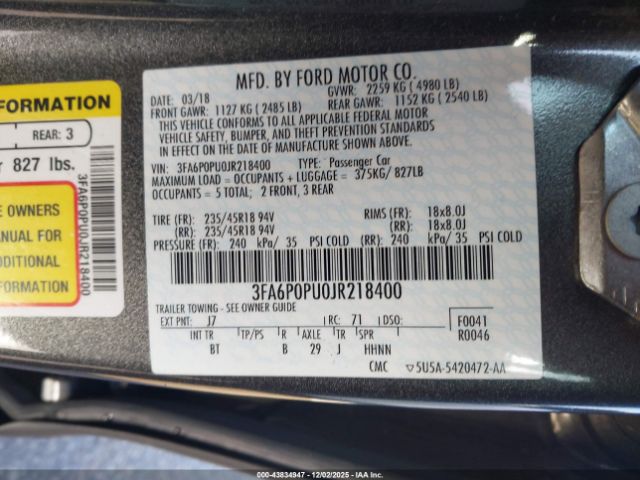 FORMATION
REAR: 3
r 827 lbs.
E OWNERS
ANUAL FOR
DDITIONAL
ORMATION
3FA6P0PU0JR218400
MFD. BY FORD MOTOR CO.
DATE: 03/18 GVWR: 2259 KG ( 4980 LB)
FRONT GAWR: 1127 KG ( 2485 LB) REAR GAWR: 1152 KG ( 2540 LB)
THIS VEHICLE CONFORMS TO ALL APPLICABLE FEDERAL MOTOR
VEHICLE SAFETY, BUMPER, AND THEFT PREVENTION STANDARDS
IN EFFECT ON THE DATE OF MANUFACTURE SHOWN ABOVE.
VIN: 3FA6P0PU0JR218400 TYPE: Passenger Car
MAXIMUM LOAD = OCCUPANTS + LUGGAGE = 375KG/ 827LB
OCCUPANTS = 5 TOTAL; 2 FRONT, 3 REAR
TIRE (FR): 235/45R18 94V RIMS (FR): 18x8.0J
(RR): 235/45R18 94V (RR): 18x8.0J
PRESSURE (FR): 240 kPa/ 35 PSI COLD (RR): 240 kPa/ 35 PSI COLD
3FA6P0PU0JR218400
TRAILER TOWING - SEE OWNER GUIDE
EXT PNT: J7 RC: 71 DSO: F0041
R0046
INT TR TP/PS R AXLE TR SPR
BT B 29 J HHNN
CMC ▽5U5A-5420472-AA
000-43834947 - 12/02/2025 - IAAI.COM